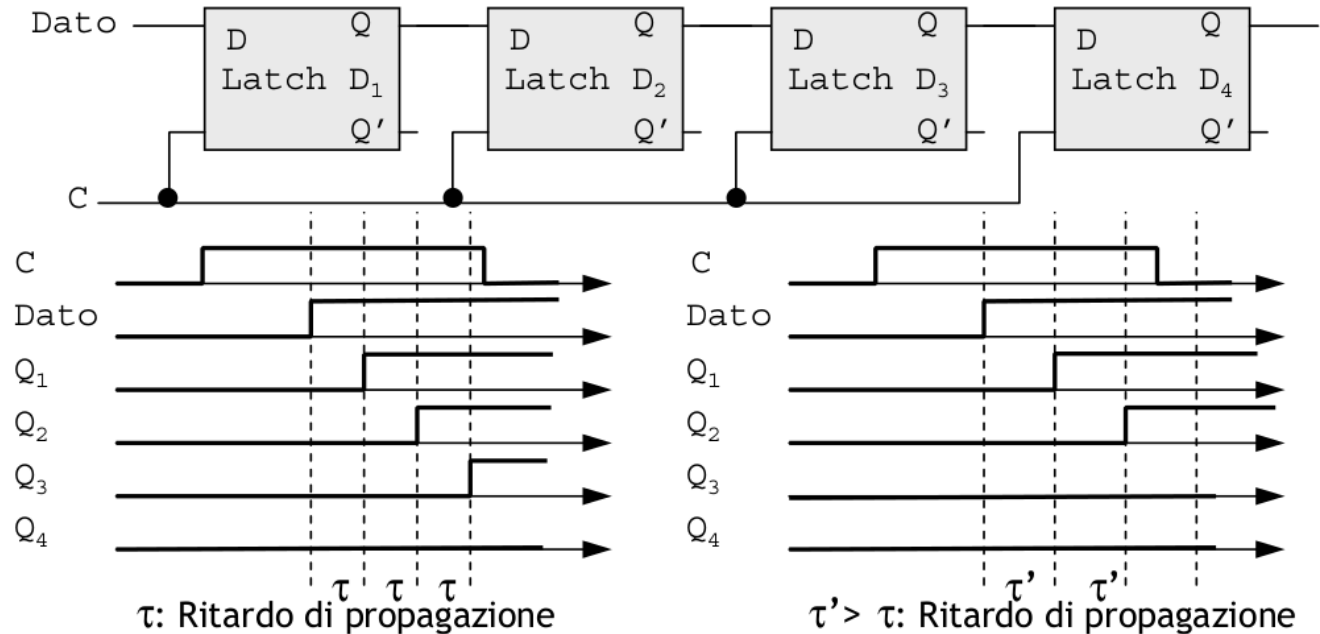 Dato D Q D Q D Q D Q
Latch D₁ Latch D₂ Latch D₃ Latch D₄
Q′ Q′ Q′ Q′
C
C
Dato
Q₁
Q₂
Q₃
Q₄
τ τ τ
τ: Ritardo di propagazione
C
Dato
Q₁
Q₂
Q₃
Q₄
τ’ τ’
τ’> τ: Ritardo di propagazione